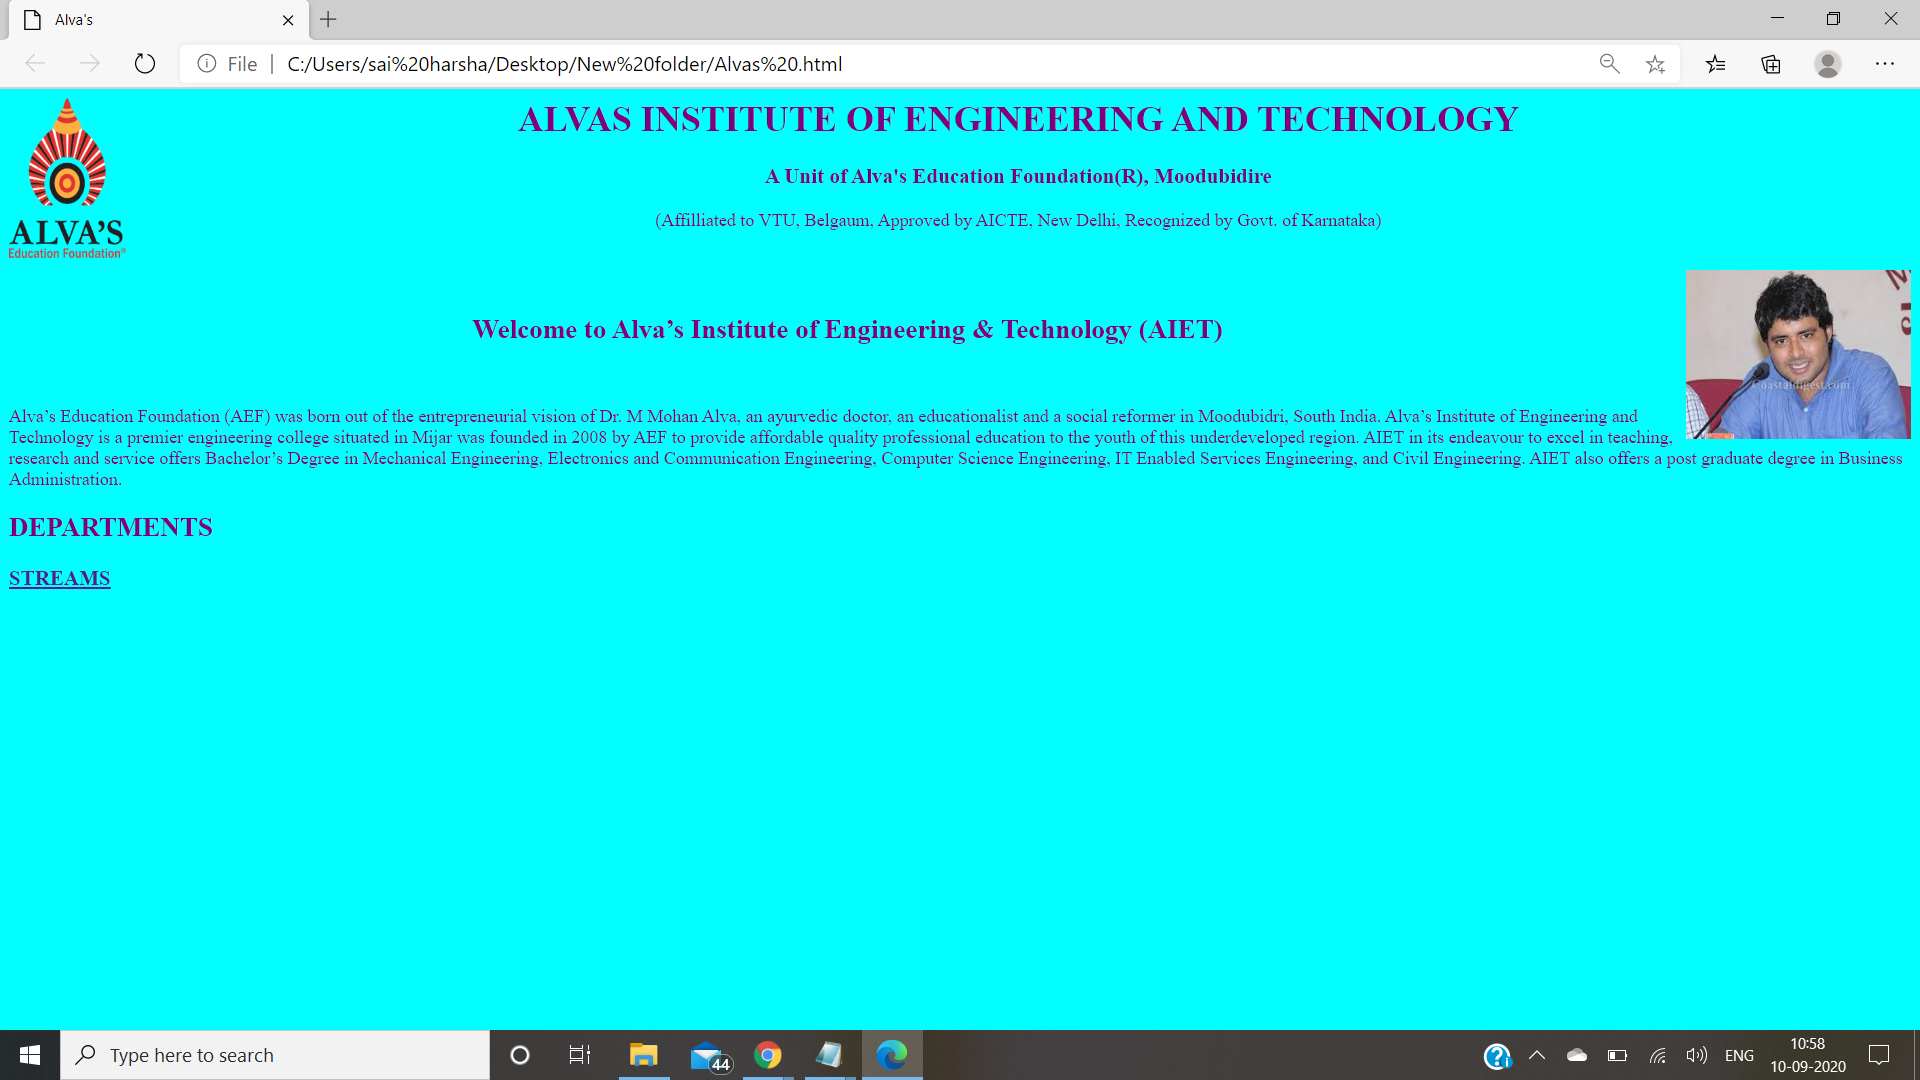 Alva's
File
C:/Users/sai%20harsha/Desktop/New%20folder/Alvas%20.html
ALVA'S
Education Foundation®
ALVAS INSTITUTE OF ENGINEERING AND TECHNOLOGY
A Unit of Alva's Education Foundation(R), Moodubidire
(Affilliated to VTU, Belgaum, Approved by AICTE, New Delhi, Recognized by Govt. of Karnataka)
Welcome to Alva’s Institute of Engineering & Technology (AIET)
Coastaldigest.com
Alva’s Education Foundation (AEF) was born out of the entrepreneurial vision of Dr. M Mohan Alva, an ayurvedic doctor, an educationalist and a social reformer in Moodubidri, South India. Alva’s Institute of Engineering and
Technology is a premier engineering college situated in Mijar was founded in 2008 by AEF to provide affordable quality professional education to the youth of this underdeveloped region. AIET in its endeavour to excel in teaching,
research and service offers Bachelor’s Degree in Mechanical Engineering, Electronics and Communication Engineering, Computer Science Engineering, IT Enabled Services Engineering, and Civil Engineering. AIET also offers a post graduate degree in Business
Administration.
DEPARTMENTS
STREAMS
Type here to search
44
ENG
10:58
10-09-2020